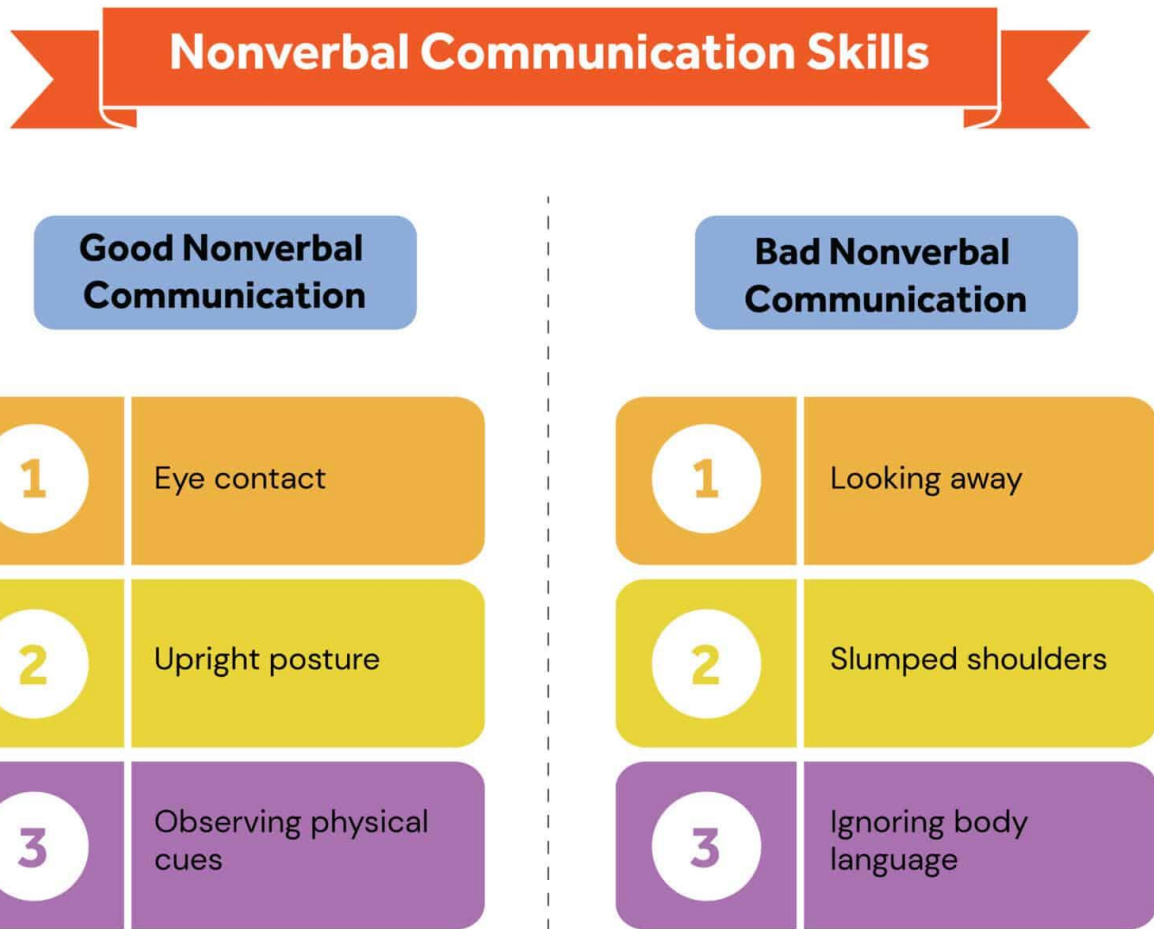 Nonverbal Communication Skills
Good Nonverbal
Communication
1
Eye contact
2
Upright posture
3
Observing physical
cues
Bad Nonverbal
Communication
1
Looking away
2
Slumped shoulders
3
Ignoring body
language